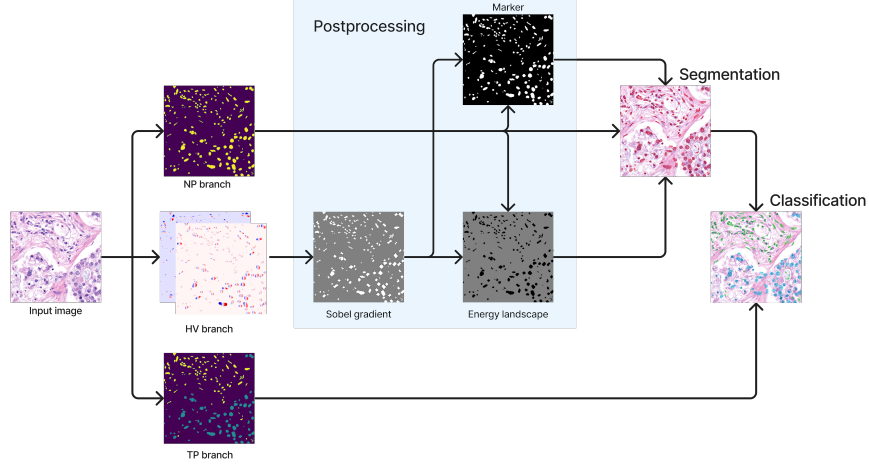 Marker
Postprocessing
Segmentation
NP branch
Classification
Input image
HV branch
Sobel gradient
Energy landscape
TP branch